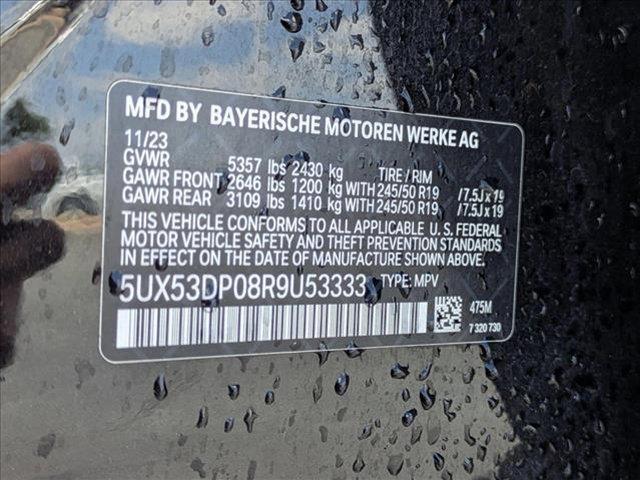 MFD BY BAYERISCHE MOTOREN WERKE AG
11/23
GVWR 5357 lbs 2430 kg TIRE / RIM
GAWR FRONT 2646 lbs 1200 kg WITH 245/50 R19 / 7.5J x 19
GAWR REAR 3109 lbs 1410 kg WITH 245/50 R19 / 7.5J x 19
THIS VEHICLE CONFORMS TO ALL APPLICABLE U.S. FEDERAL
MOTOR VEHICLE SAFETY AND THEFT PREVENTION STANDARDS
IN EFFECT ON THE DATE OF MANUFACTURE SHOWN ABOVE.
5UX53DP08R9U53333 TYPE: MPV
475M
7 320 730